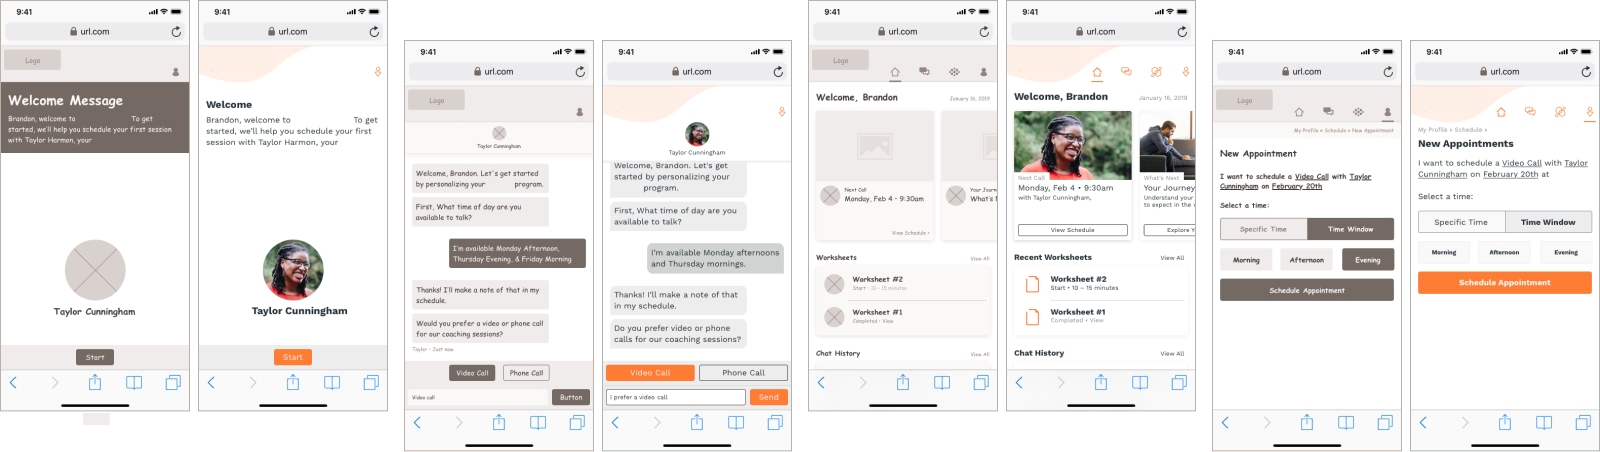 9:41
url.com
Logo
Welcome Message
Brandon, welcome to To get
started, we'll help you schedule your first session
with Taylor Harmon, your
Taylor Cunningham
Start
9:41
url.com
Welcome
Brandon, welcome to To get
started, we'll help you schedule your first
session with Taylor Harmon, your
Taylor Cunningham
Start
9:41
url.com
Logo
Taylor Cunningham
Welcome, Brandon. Let's get started
by personalizing your program.
First, What time of day are you
available to talk?
I'm available Monday Afternoon,
Thursday Evening, & Friday Morning
Thanks! I'll make a note of that in my
schedule.
Would you prefer a video or phone call
for our coaching sessions?
Taylor • Just now
Video Call
Phone Call
Video call
Button
9:41
url.com
Taylor Cunningham
Welcome, Brandon. Let's get
started by personalizing your
program.
First, What time of day are you
available to talk?
I'm available Monday afternoons
and Thursday mornings.
Thanks! I'll make a note of that
in my schedule.
Do you prefer video or phone
calls for our coaching sessions?
Video Call
Phone Call
I prefer a video call
Send
9:41
url.com
Logo
Welcome, Brandon
January 16, 2019
Next Call
Monday, Feb 4 • 9:30am
View Schedule ›
Your Journ
What's N
Worksheets
View All
Worksheet #2
Start • 10 - 15 minutes
Worksheet #1
Completed • View
Chat History
View All
9:41
url.com
Welcome, Brandon
January 16, 2019
Next Call
Monday, Feb 4 • 9:30am
with Taylor Cunningham,
View Schedule
What's Next
Your Journey
Understand your
to expect in the
Explore Y
Recent Worksheets
View All
Worksheet #2
Start • 10 – 15 minutes
Worksheet #1
Completed • View
Chat History
View All
9:41
url.com
Logo
My Profile » Schedule » New Appointment
New Appointment
I want to schedule a Video Call with Taylor
Cunningham on February 20th
Select a time:
Specific Time
Time Window
Morning
Afternoon
Evening
Schedule Appointment
9:41
url.com
My Profile » Schedule »
New Appointments
I want to schedule a Video Call with Taylor
Cunningham on February 20th at
Select a time:
Specific Time
Time Window
Morning
Afternoon
Evening
Schedule Appointment